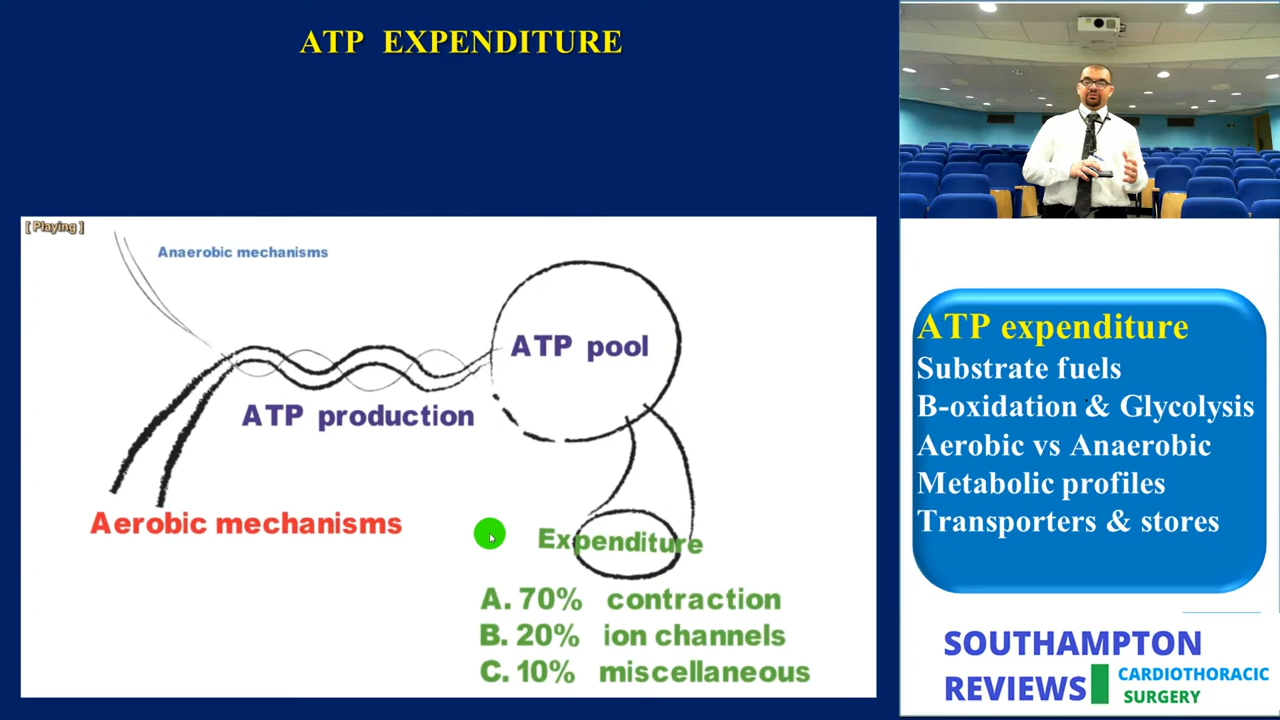 ATP EXPENDITURE
[ Playing ]
Anaerobic mechanisms
ATP pool
ATP production
Aerobic mechanisms
Expenditure
A. 70% contraction
B. 20% ion channels
C. 10% miscellaneous
ATP expenditure
Substrate fuels
B-oxidation & Glycolysis
Aerobic vs Anaerobic
Metabolic profiles
Transporters & stores
SOUTHAMPTON
REVIEWS
CARDIOTHORACIC
SURGERY